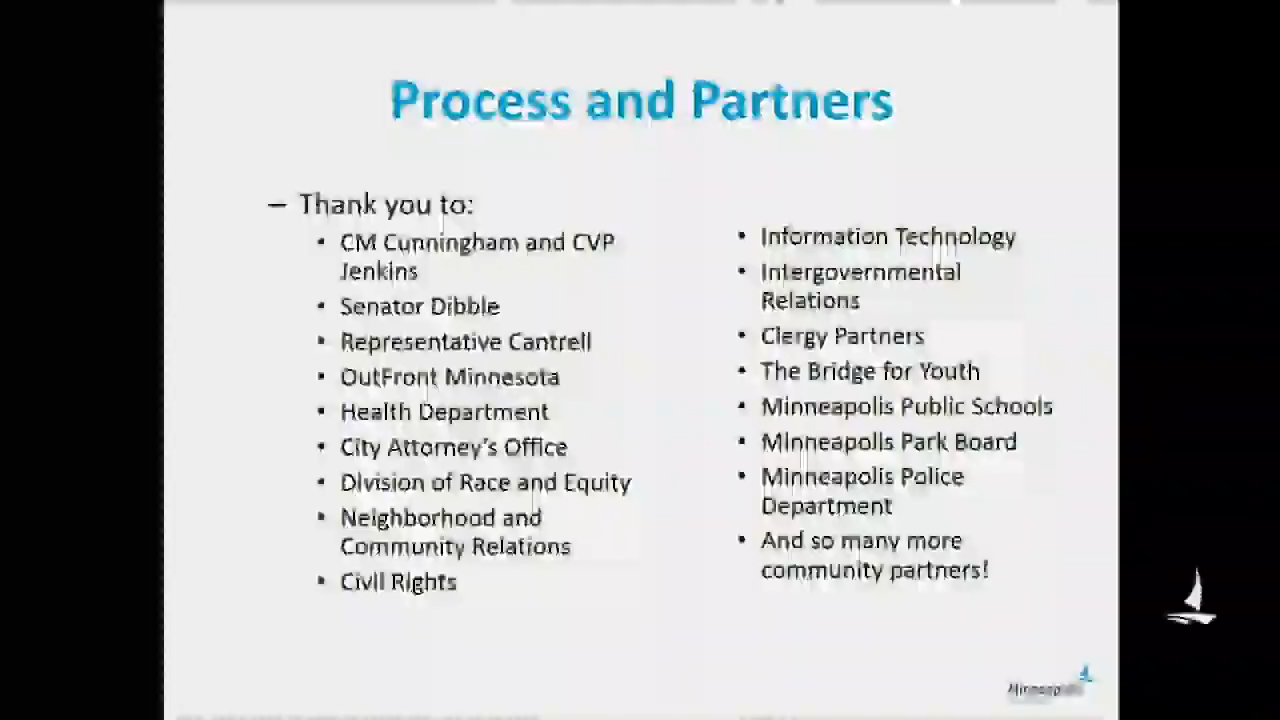 Process and Partners
– Thank you to:
• CM Cunningham and CVP
Jenkins
• Senator Dibble
• Representative Cantrell
• OutFront Minnesota
• Health Department
• City Attorney's Office
• Division of Race and Equity
• Neighborhood and
Community Relations
• Civil Rights
• Information Technology
• Intergovernmental
Relations
• Clergy Partners
• The Bridge for Youth
• Minneapolis Public Schools
• Minneapolis Park Board
• Minneapolis Police
Department
• And so many more
community partners!
Minneapolis